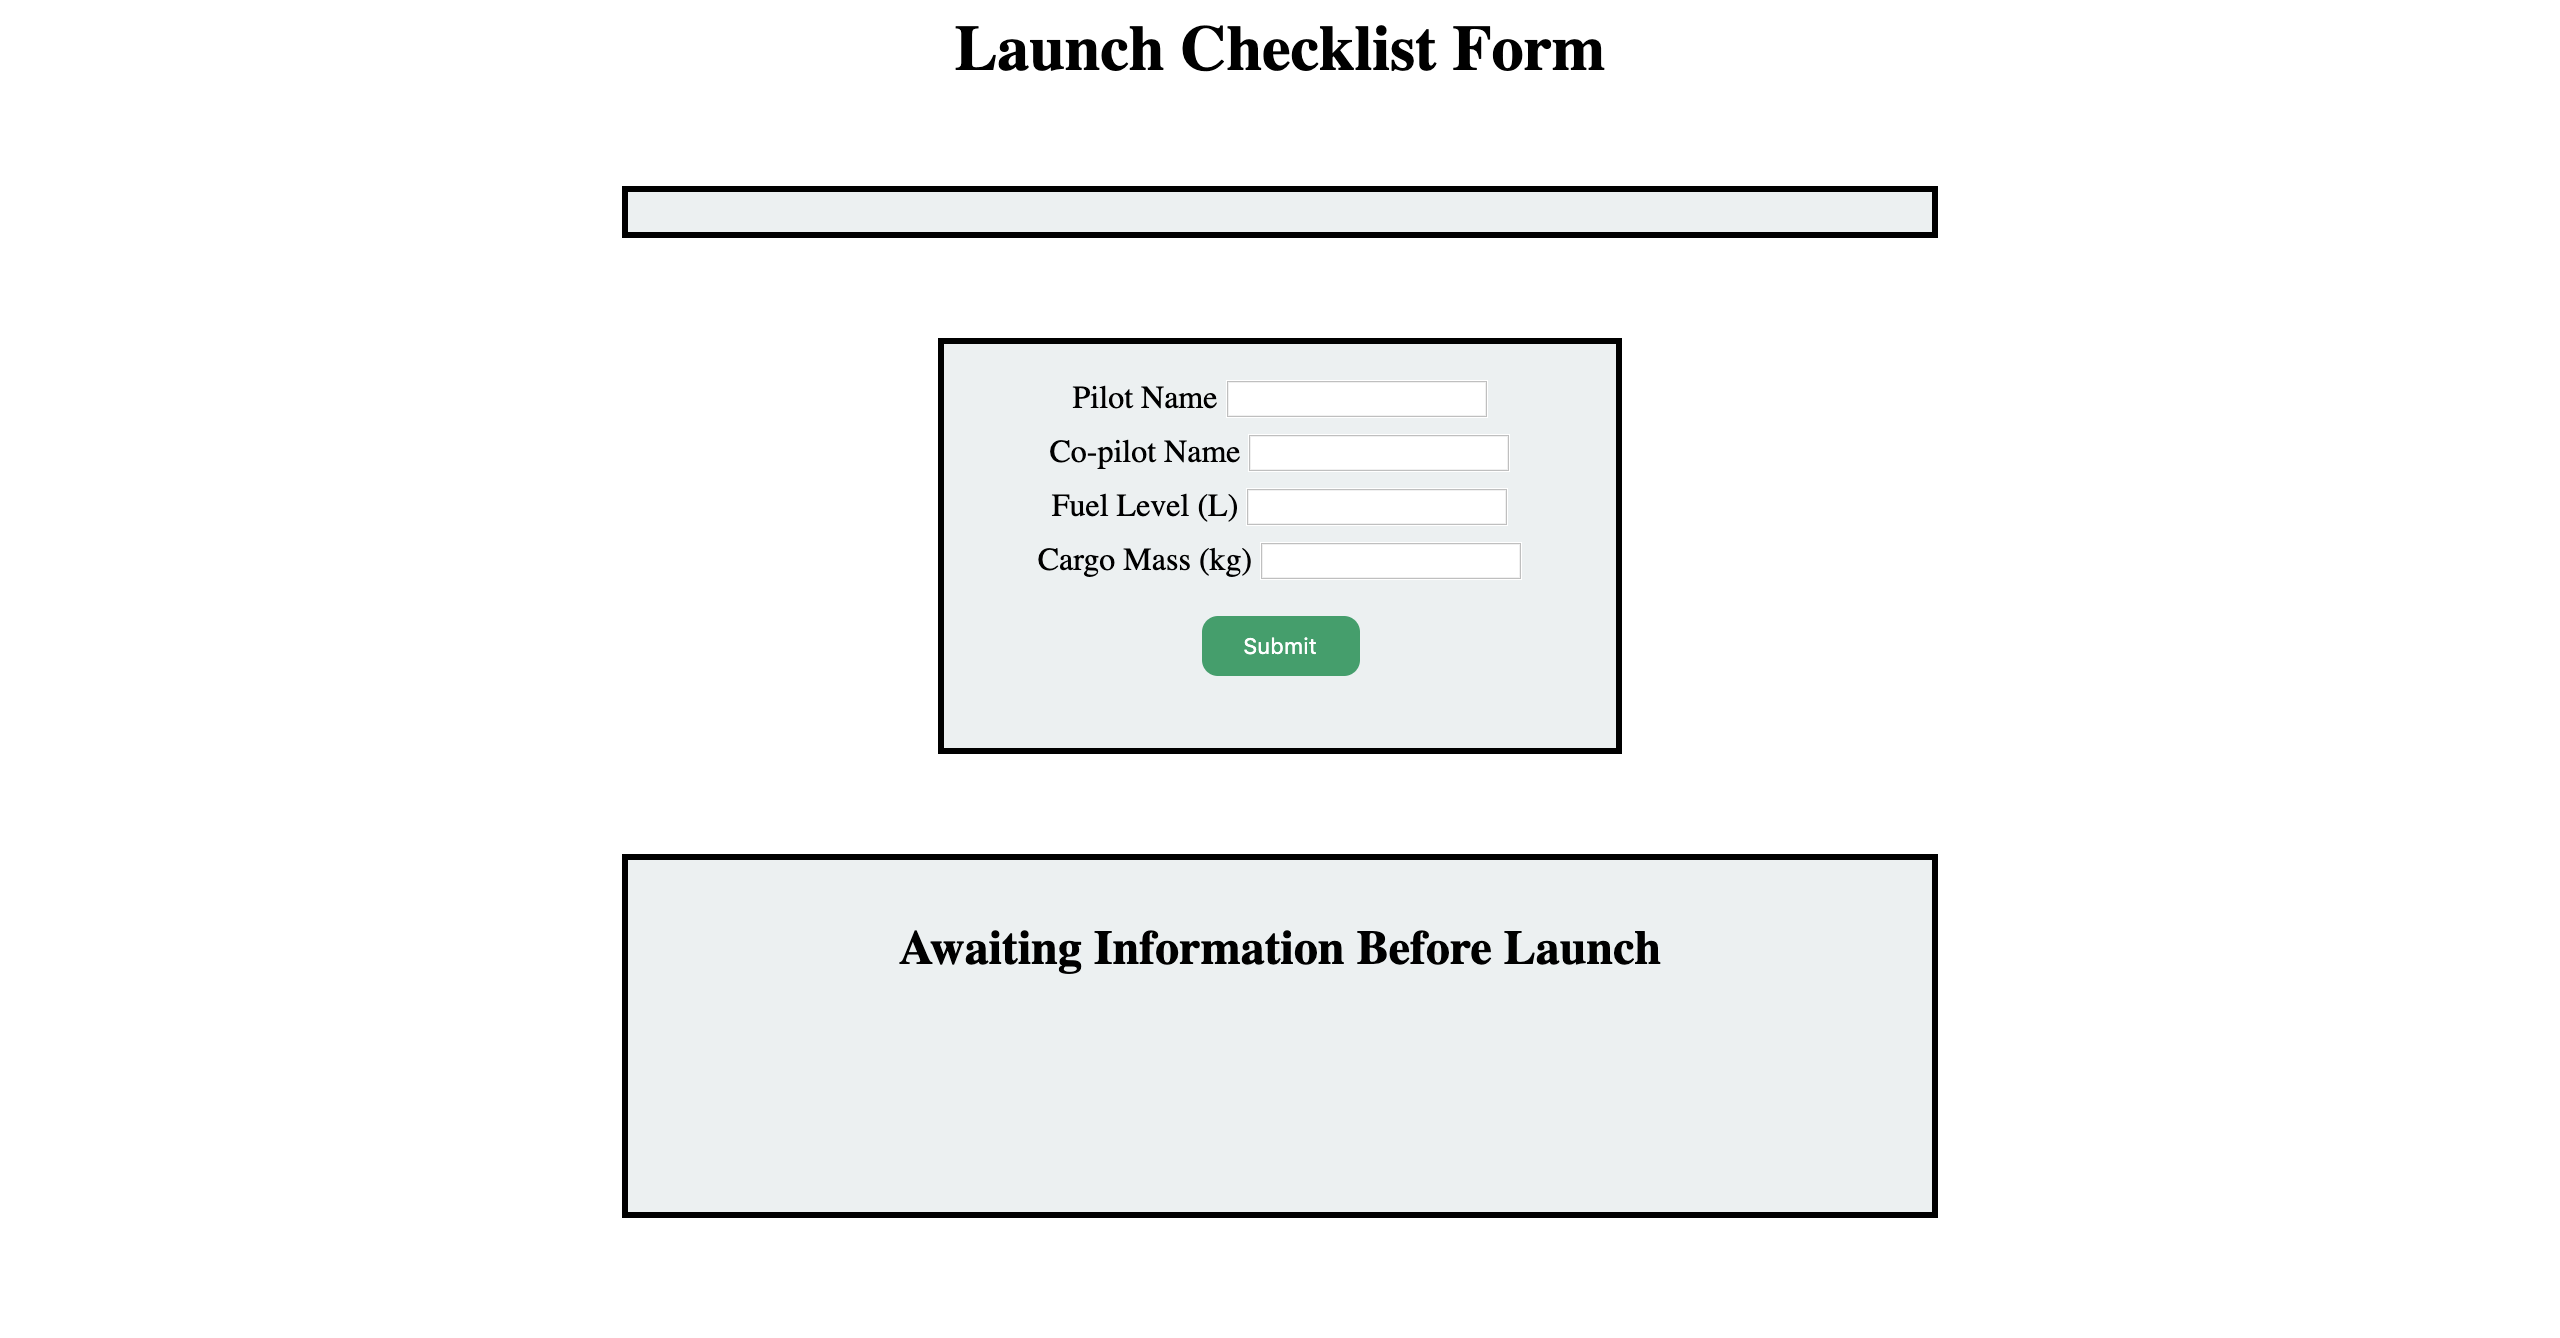 Launch Checklist Form
Pilot Name
Co-pilot Name
Fuel Level (L)
Cargo Mass (kg)
Submit
Awaiting Information Before Launch